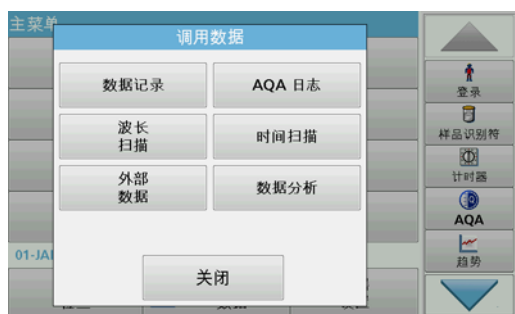 主菜单
调用数据
数据记录
AQA 日志
波长
扫描
时间扫描
外部
数据
数据分析
关闭
01-JA
登录
样品识别符
计时器
AQA
趋势